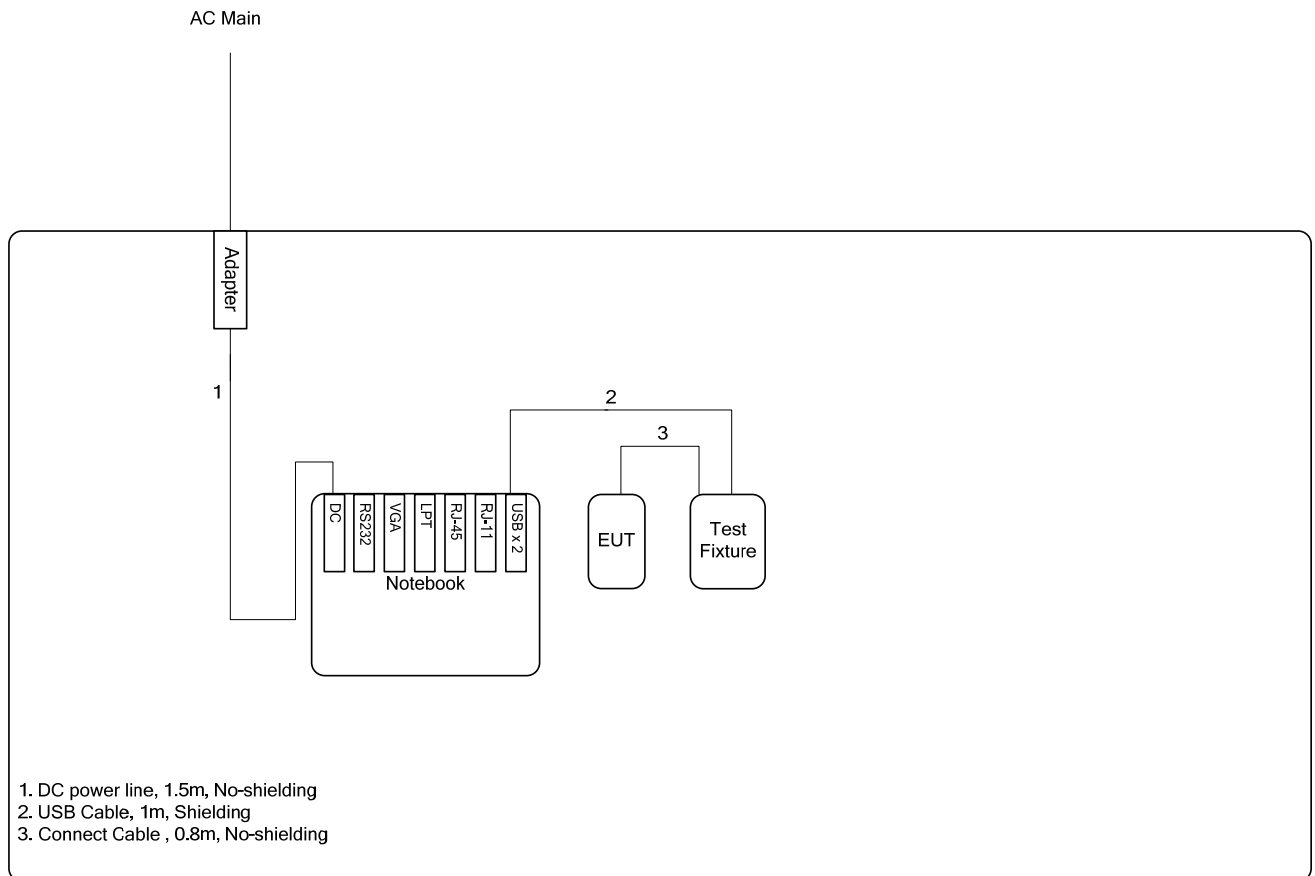 AC Main
Adapter
1
2
3
DC
RS232
VGA
LPT
RJ-45
RJ-11
USB x 2
Notebook
EUT
Test
Fixture
1. DC power line, 1.5m, No-shielding
2. USB Cable, 1m, Shielding
3. Connect Cable , 0.8m, No-shielding